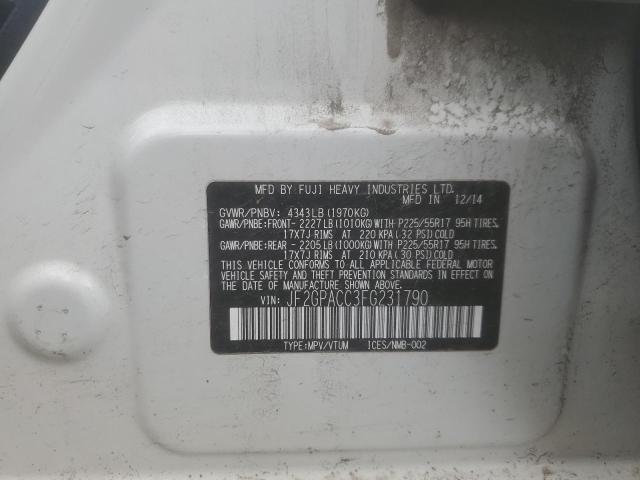 MFD BY FUJI HEAVY INDUSTRIES LTD.
MFD IN 12/14
GVWR/PNBV: 4343LB(1970KG)
GAWR/PNBE:FRONT- 2227LB(1010KG)WITH P225/55R17 95H TIRES,
17X7J RIMS AT 220 KPA(32 PSI)COLD
GAWR/PNBE:REAR - 2205LB(1000KG)WITH P225/55R17 95H TIRES,
17X7J RIMS AT 210 KPA(30 PSI)COLD
THIS VEHICLE CONFORMS TO ALL APPLICABLE FEDERAL MOTOR
VEHICLE SAFETY AND THEFT PREVENTION STANDARDS IN EFFECT ON
THE DATE OF MANUFACTURE SHOWN ABOVE.
VIN: JF2GPACC3FG231790
TYPE:MPV/VTUM ICES/NMB-002